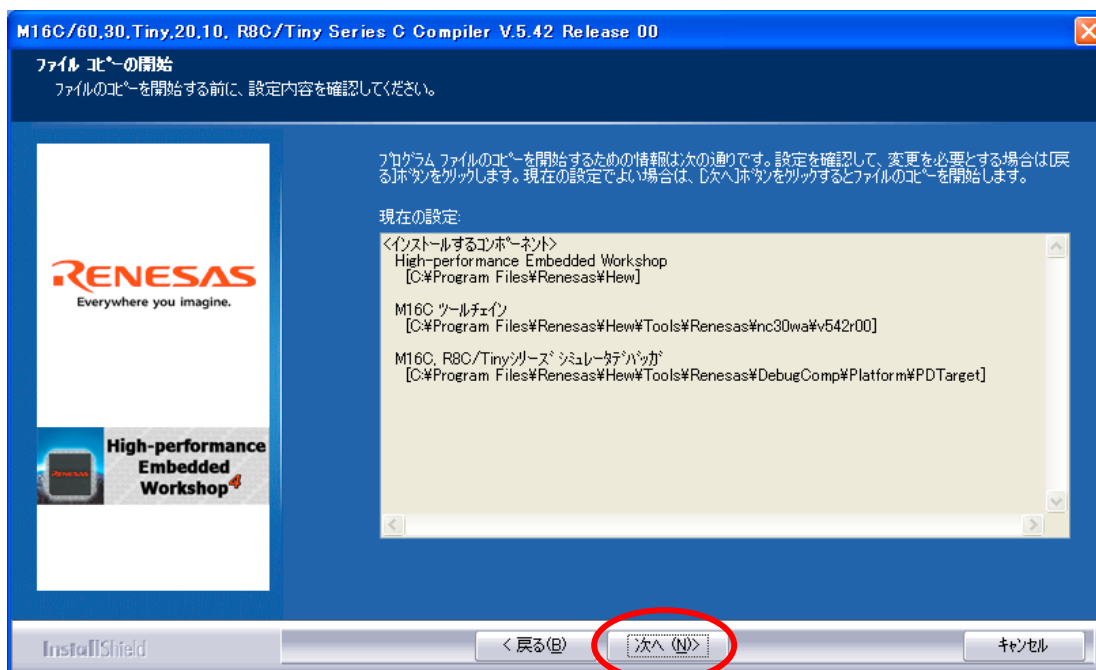 M16C/60,30,Tiny,20,10, R8C/Tiny Series C Compiler V.5.42 Release 00
ファイル コピーの開始
ファイルのコピーを開始する前に、設定内容を確認してください。
プログラム ファイルのコピーを開始するための情報は次の通りです。設定を確認して、変更を必要とする場合は[戻
る]ボタンをクリックします。現在の設定でよい場合は、[次へ]ボタンをクリックするとファイルのコピーを開始します。
現在の設定:
<インストールするコンポーネント>
High-performance Embedded Workshop
[C:¥Program Files¥Renesas¥Hew]
M16C ツールチェイン
[C:¥Program Files¥Renesas¥Hew¥Tools¥Renesas¥nc30wa¥v542r00]
M16C, R8C/Tinyシリーズ シミュレータデバッガ
[C:¥Program Files¥Renesas¥Hew¥Tools¥Renesas¥DebugComp¥Platform¥PDTarget]
RENESAS
Everywhere you imagine.
High-performance
Embedded
Workshop4
InstallShield
< 戻る(B)
次へ (N)>
キャンセル